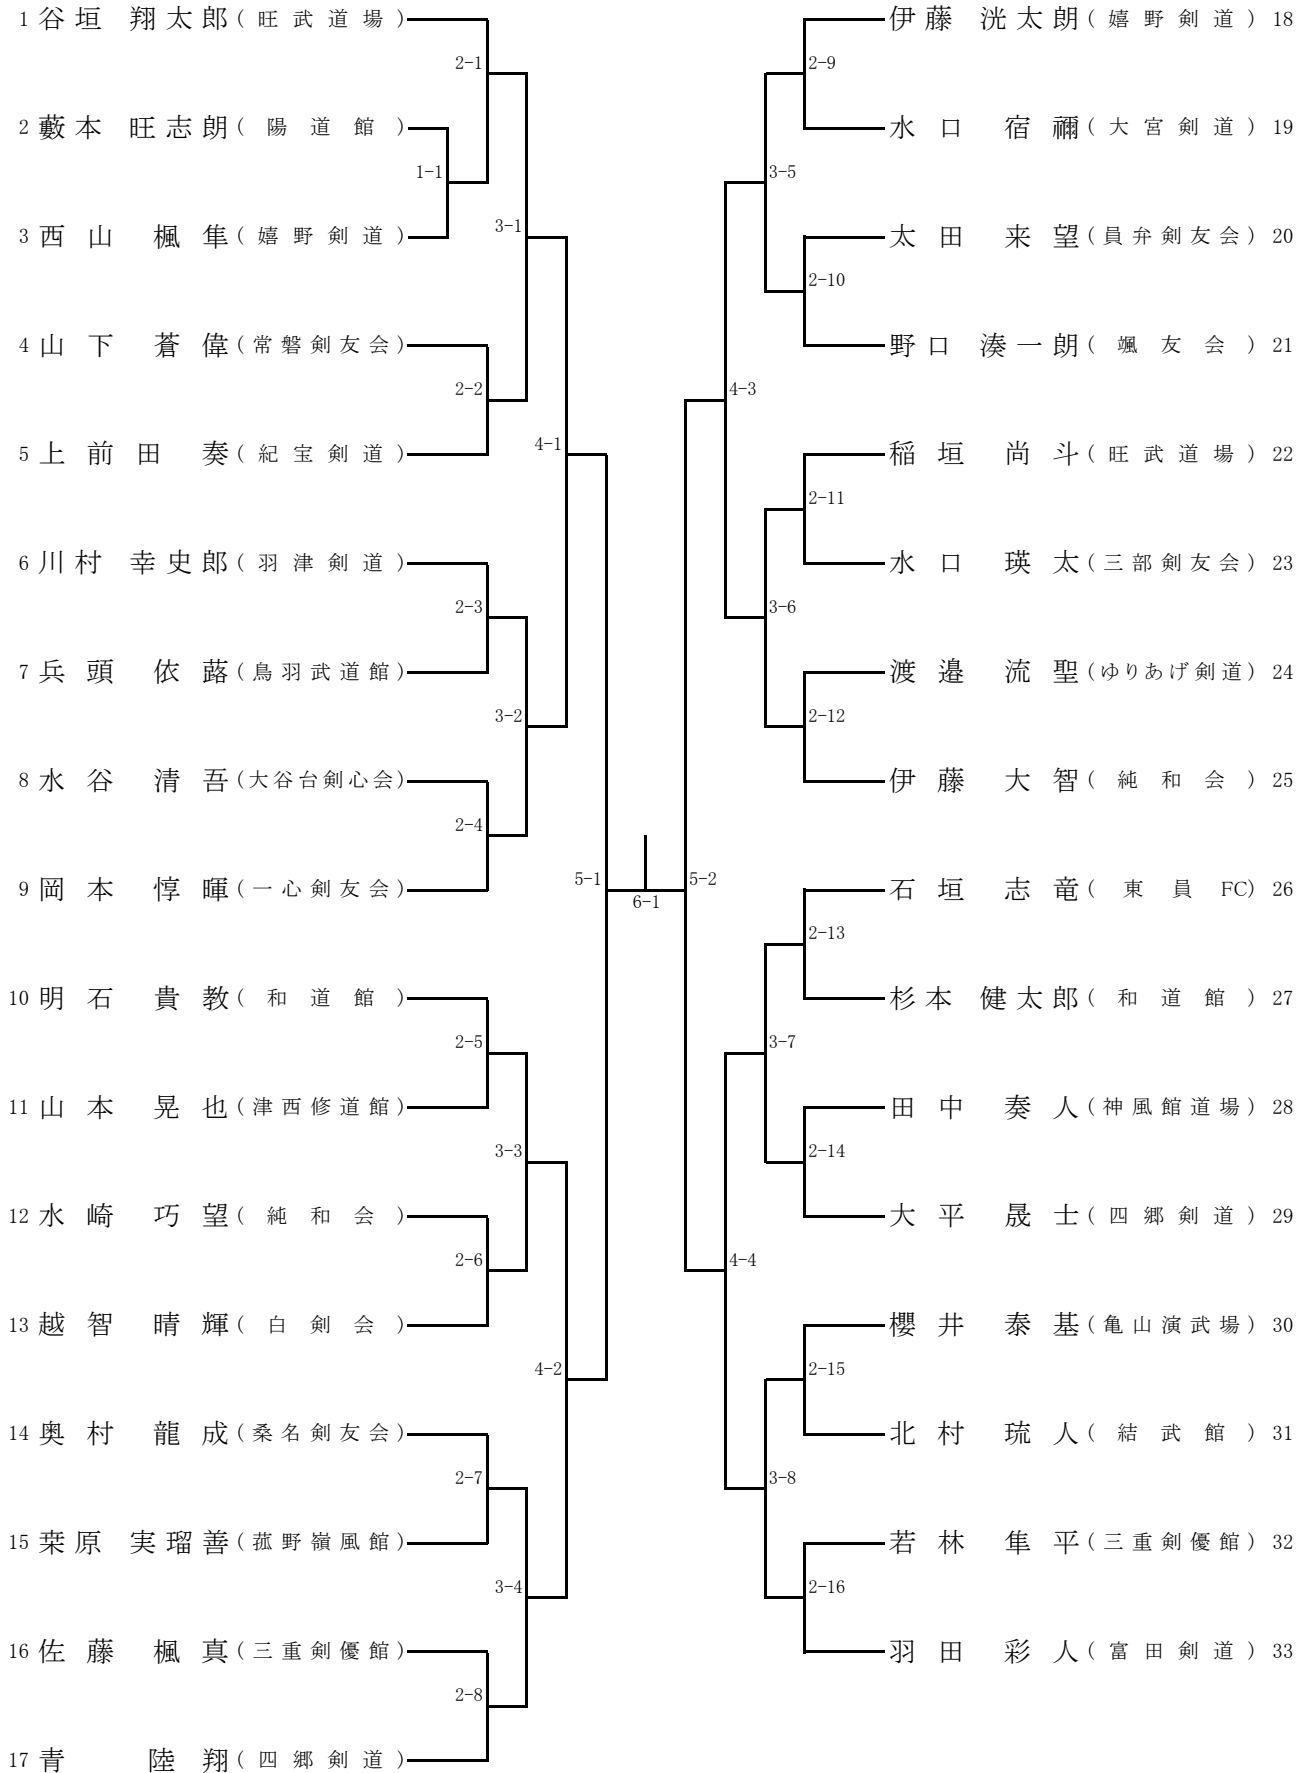 1 谷垣 翔太郎 (旺武道場)
2-1
2 藪本 旺志朗 (陽道館)
1-1
3 西山 楓隼 (嬉野剣道)
3-1
4 山下 蒼偉 (常磐剣友会)
2-2
5 上前田 奏 (紀宝剣道)
4-1
6 川村 幸史郎 (羽津剣道)
2-3
7 兵頭 依蕗 (鳥羽武道館)
3-2
8 水谷 清吾 (大谷台剣心会)
2-4
9 岡本 惇暉 (一心剣友会)
5-1
10 明石 貴教 (和道館)
2-5
11 山本 晃也 (津西修道館)
3-3
12 水崎 巧望 (純和会)
2-6
13 越智 晴輝 (白剣会)
4-2
14 奥村 龍成 (桑名剣友会)
2-7
15 桒原 実瑠善 (菰野嶺風館)
3-4
16 佐藤 楓真 (三重剣優館)
2-8
17 青 陸翔 (四郷剣道)
6-1
伊藤 洸太朗 (嬉野剣道) 18
2-9
水口 宿禰 (大宮剣道) 19
3-5
太田 来望 (員弁剣友会) 20
2-10
野口 湊一朗 (颯友会) 21
4-3
稲垣 尚斗 (旺武道場) 22
2-11
水口 瑛太 (三部剣友会) 23
3-6
渡邉 流聖 (ゆりあげ剣道) 24
2-12
伊藤 大智 (純和会) 25
5-2
石垣 志竜 (東員FC) 26
2-13
杉本 健太郎 (和道館) 27
3-7
田中 奏人 (神風館道場) 28
2-14
大平 晟士 (四郷剣道) 29
4-4
櫻井 泰基 (亀山演武場) 30
2-15
北村 琉人 (結武館) 31
3-8
若林 隼平 (三重剣優館) 32
2-16
羽田 彩人 (富田剣道) 33